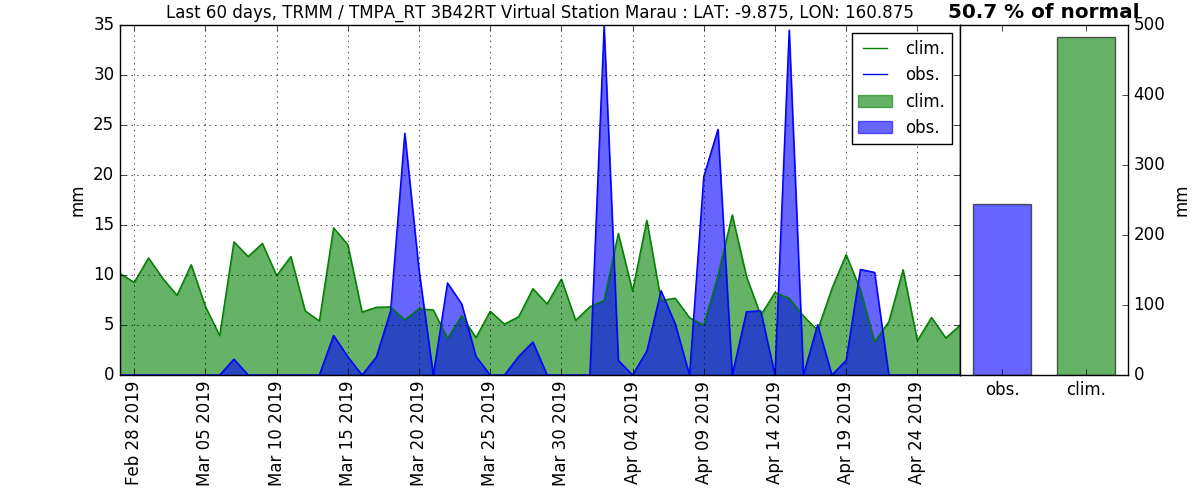 Last 60 days, TRMM / TMPA_RT 3B42RT Virtual Station Marau : LAT: -9.875, LON: 160.875
50.7 % of normal
35
30
25
20
15
10
5
0
mm
clim.
obs.
clim.
obs.
500
400
300
200
100
0
mm
Feb 28 2019
Mar 05 2019
Mar 10 2019
Mar 15 2019
Mar 20 2019
Mar 25 2019
Mar 30 2019
Apr 04 2019
Apr 09 2019
Apr 14 2019
Apr 19 2019
Apr 24 2019
obs.
clim.